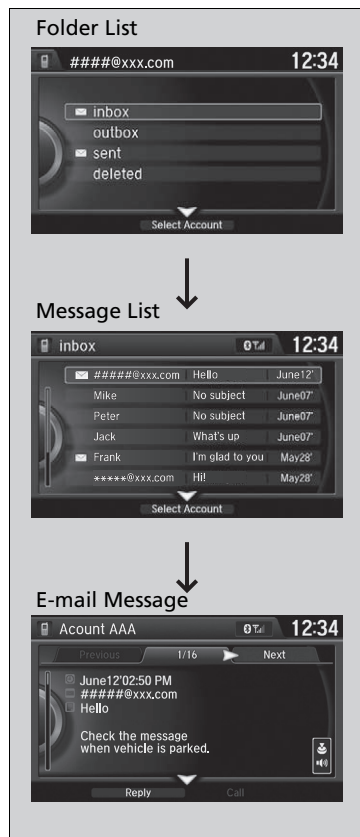 Folder List
####@xxx.com 12:34
inbox
outbox
sent
deleted
Select Account
Message List
inbox 12:34
#####@xxx.com Hello June12'
Mike No subject June07'
Peter No subject June07'
Jack What's up June07'
Frank I'm glad to you May28'
*****@xxx.com Hi! May28'
Select Account
E-mail Message
Acount AAA 12:34
Previous 1/16 Next
June12'02:50 PM
#####@xxx.com
Hello
Check the message
when vehicle is parked.
Reply Call